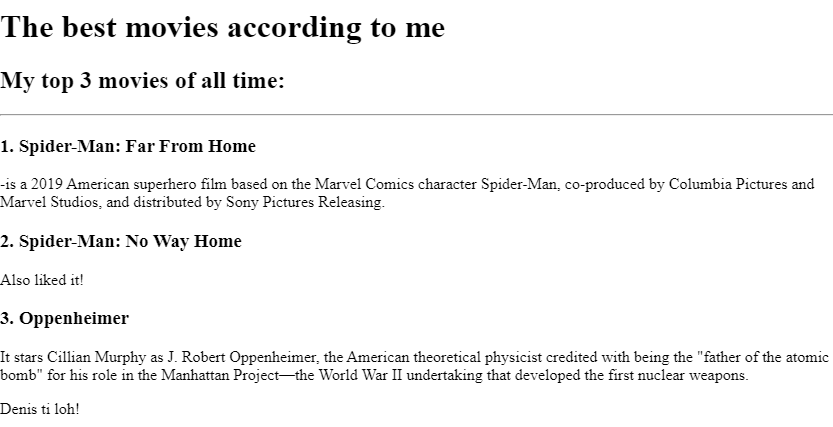 The best movies according to me
My top 3 movies of all time:
1. Spider-Man: Far From Home
-is a 2019 American superhero film based on the Marvel Comics character Spider-Man, co-produced by Columbia Pictures and
Marvel Studios, and distributed by Sony Pictures Releasing.
2. Spider-Man: No Way Home
Also liked it!
3. Oppenheimer
It stars Cillian Murphy as J. Robert Oppenheimer, the American theoretical physicist credited with being the "father of the atomic
bomb" for his role in the Manhattan Project—the World War II undertaking that developed the first nuclear weapons.
Denis ti loh!